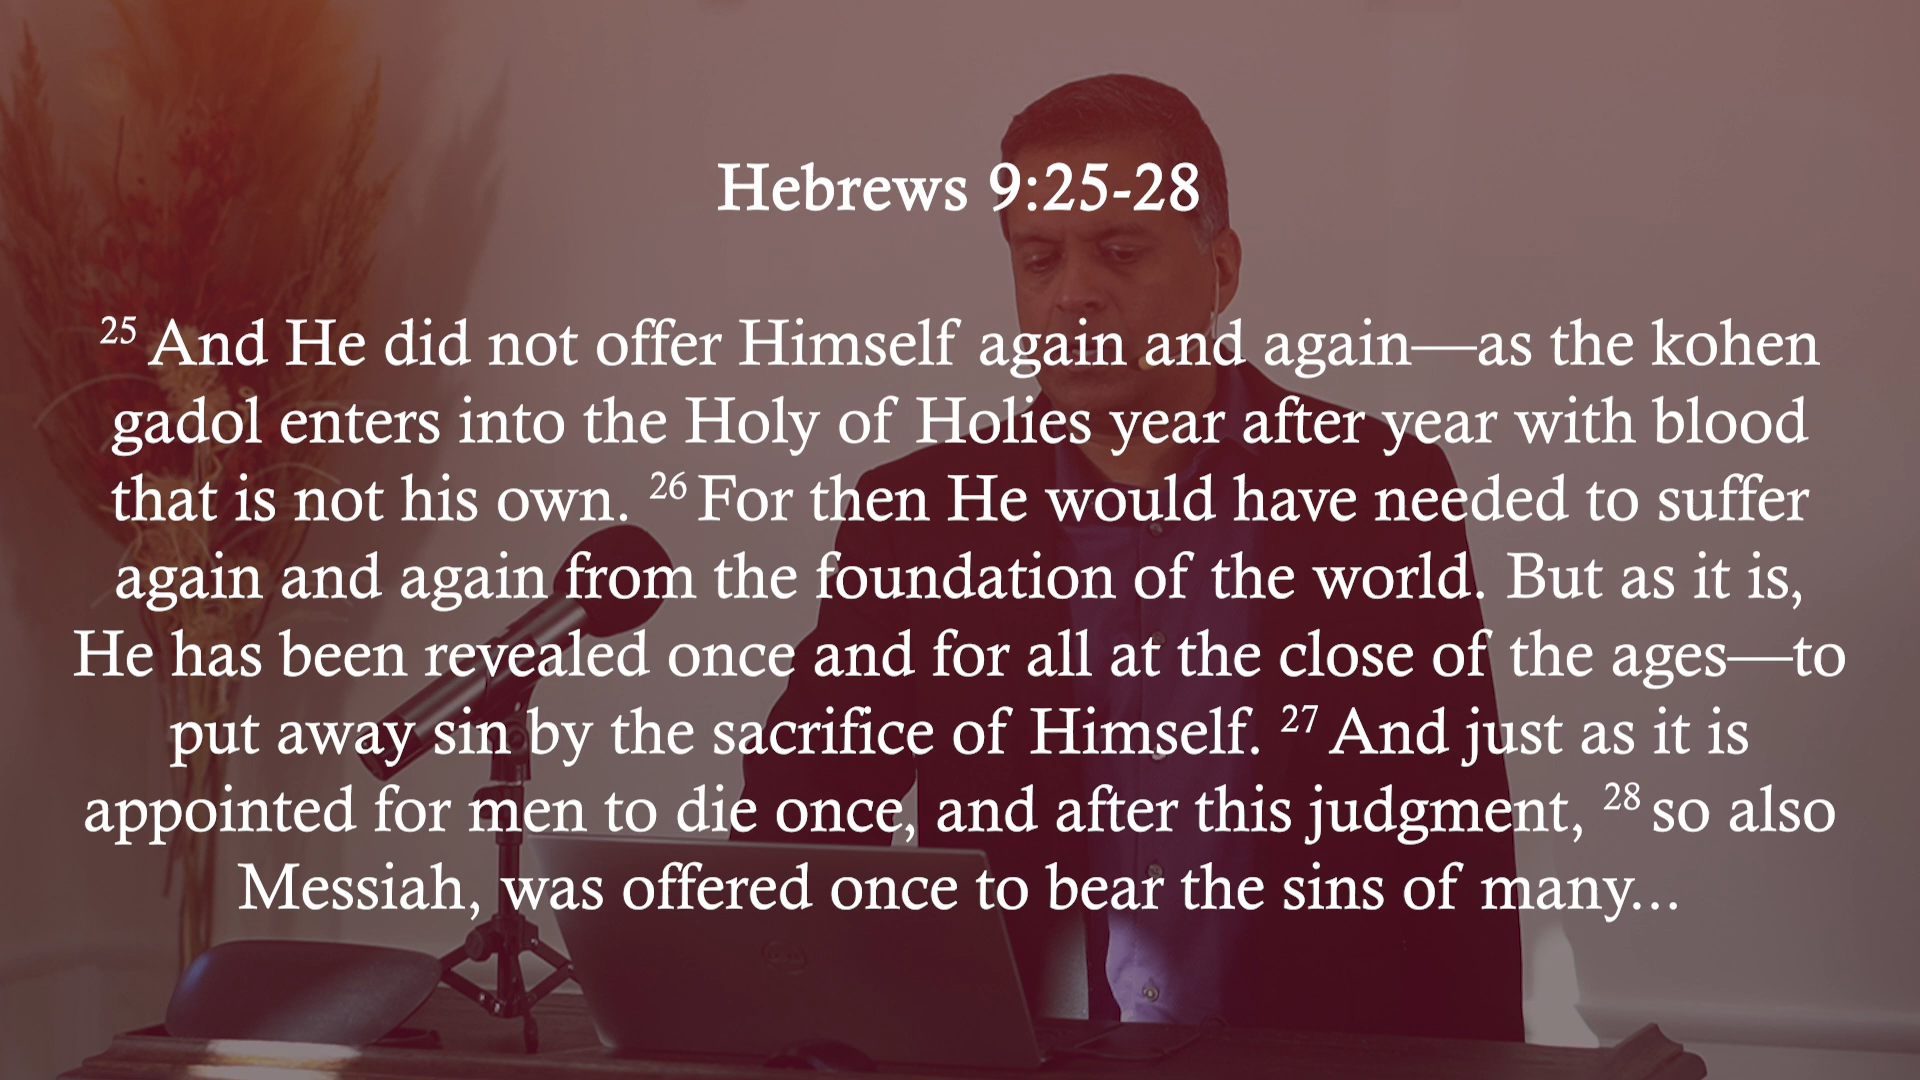 Hebrews 9:25-28
25 And He did not offer Himself again and again—as the kohen
gadol enters into the Holy of Holies year after year with blood
that is not his own. 26 For then He would have needed to suffer
again and again from the foundation of the world. But as it is,
He has been revealed once and for all at the close of the ages—to
put away sin by the sacrifice of Himself. 27 And just as it is
appointed for men to die once, and after this judgment, 28 so also
Messiah, was offered once to bear the sins of many...